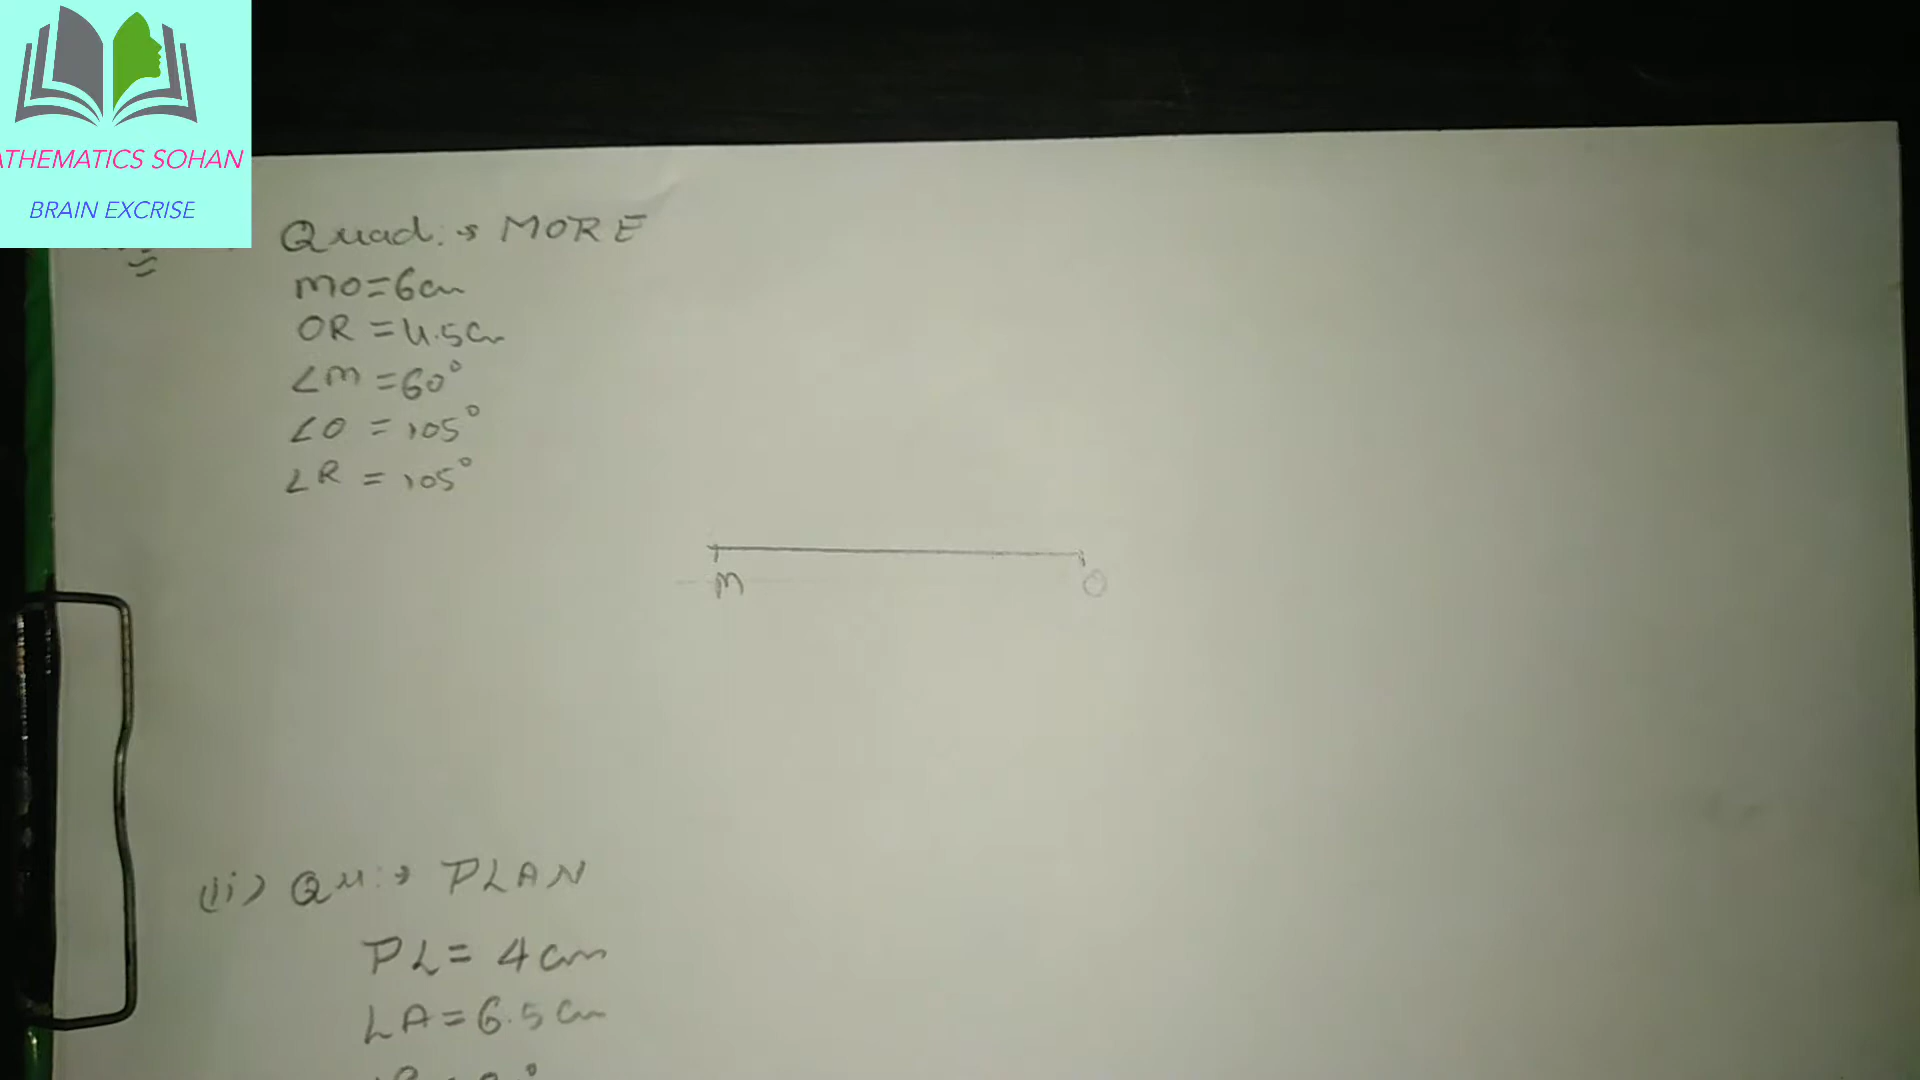 ATHEMATICS SOHAN
BRAIN EXCRISE
Quad: → MORE
MO=6cm
OR=4.5cm
∠M=60°
∠O=105°
∠R=105°
M
O
(ii) Qu:→ PLAN
PL=4cm
LA=6.5cm